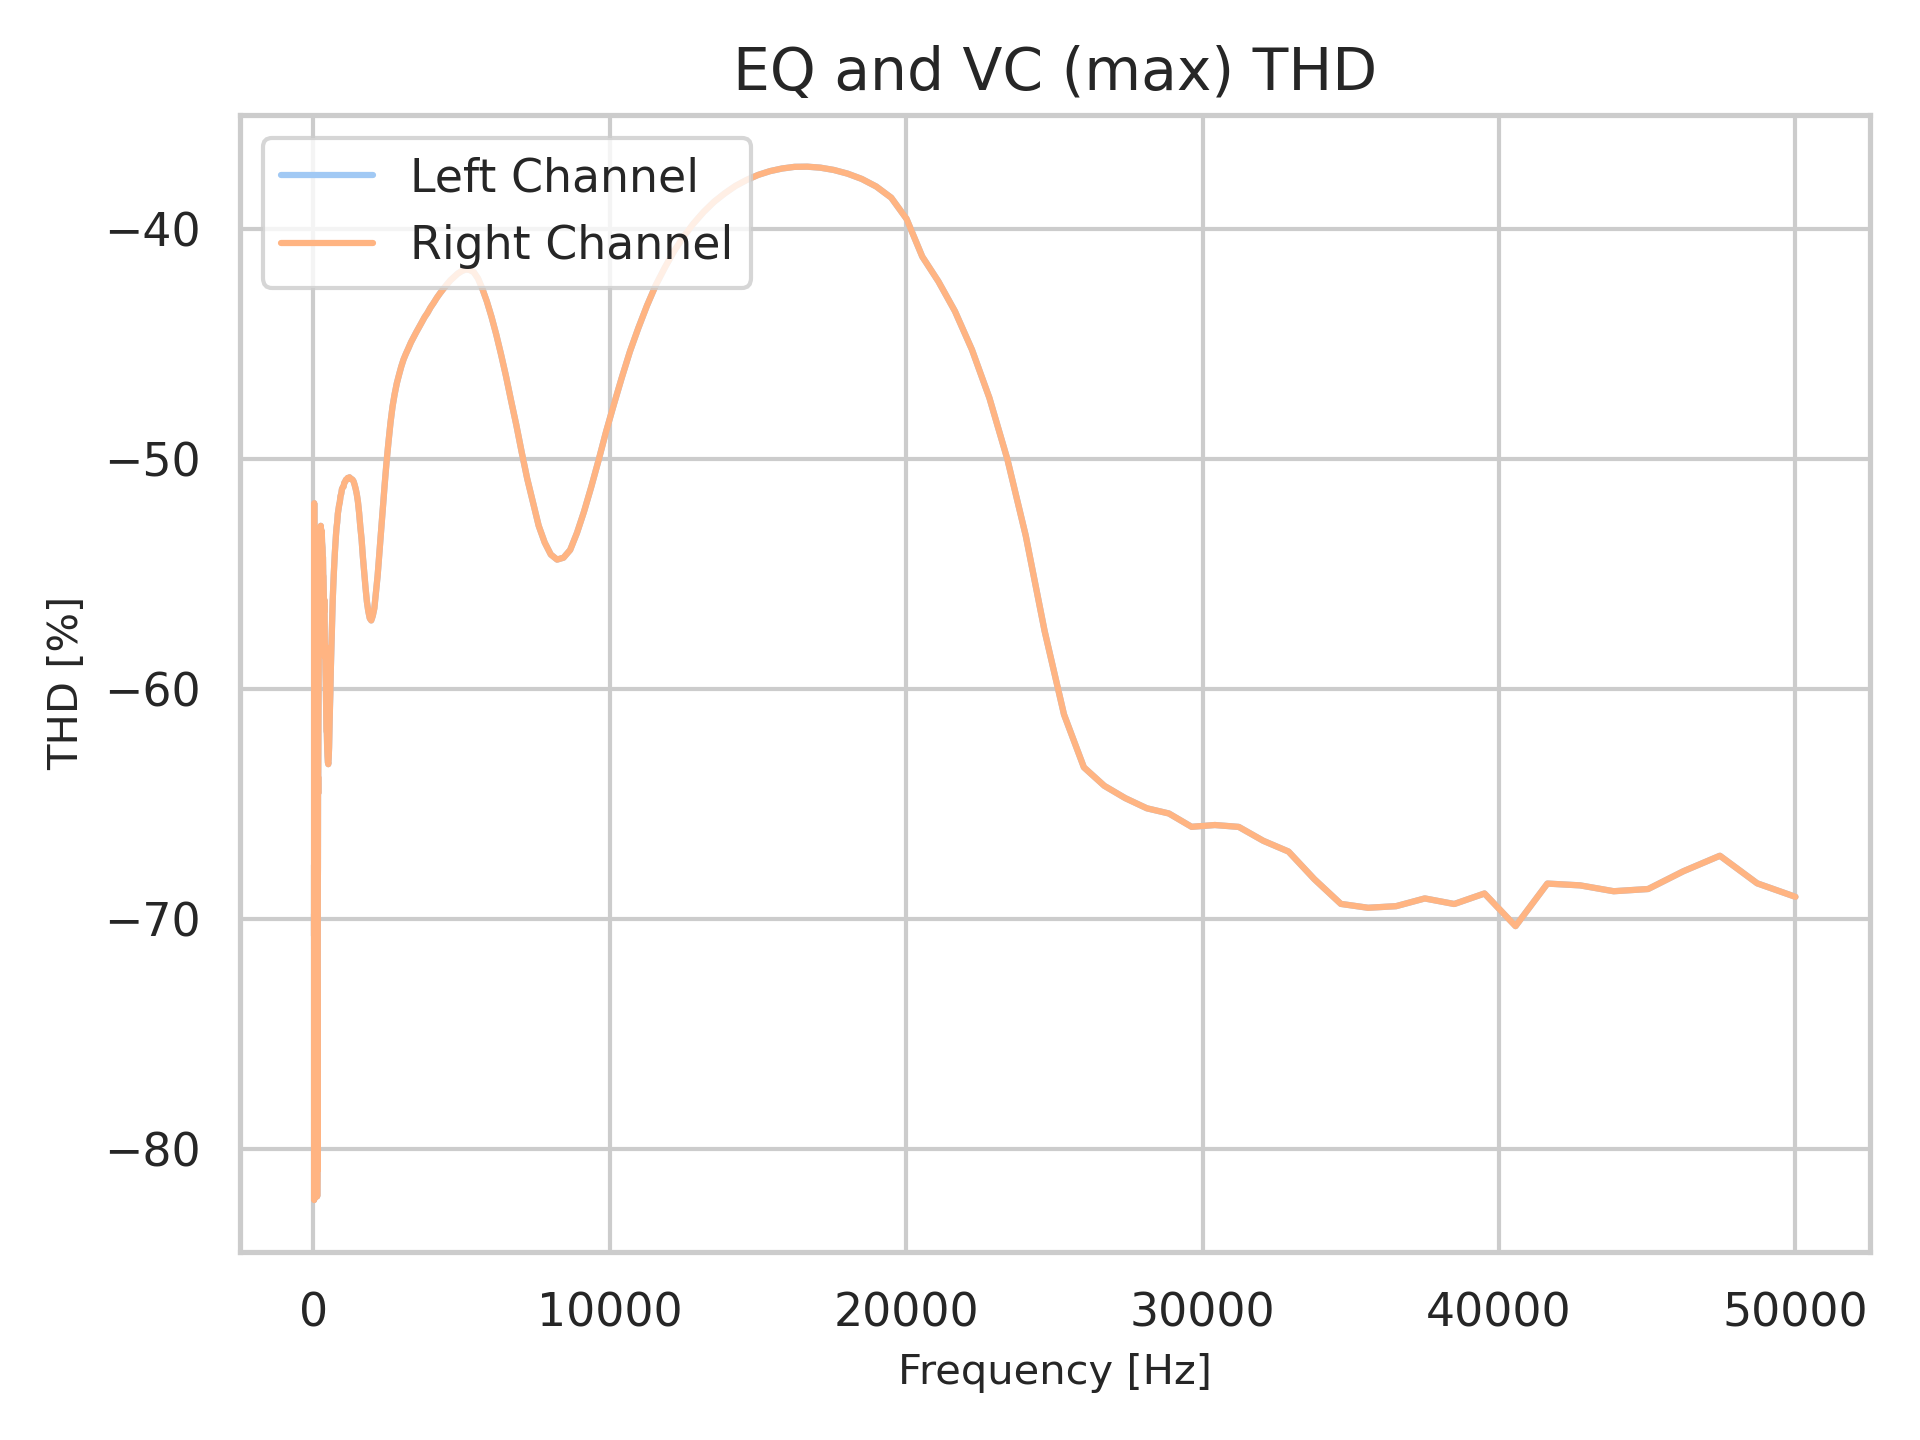 EQ and VC (max) THD
Left Channel
Right Channel
−40
−50
−60
−70
−80
THD [%]
0 10000 20000 30000 40000 50000
Frequency [Hz]